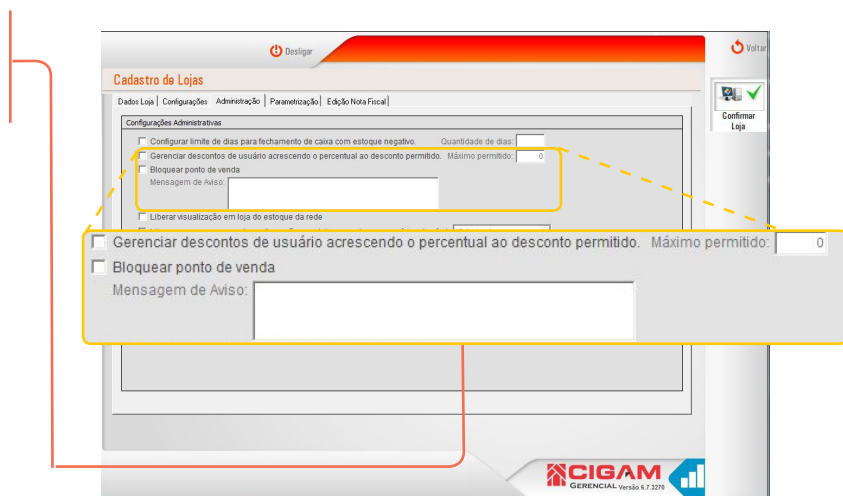 Desligar
Voltar
Cadastro de Lojas
Dados Loja Configurações Administração Parametrização Edição Nota Fiscal
Confirmar
Loja
Configurações Administrativas
Configurar limite de dias para fechamento de caixa com estoque negativo. Quantidade de dias:
Gerenciar descontos de usuário acrescendo o percentual ao desconto permitido. Máximo permitido: 0
Bloquear ponto de venda
Mensagem de Aviso:
Liberar visualização em loja do estoque da rede
Gerenciar descontos de usuário acrescendo o percentual ao desconto permitido. Máximo permitido: 0
Bloquear ponto de venda
Mensagem de Aviso:
CIGAM
GERENCIAL Versão 6.7.3270